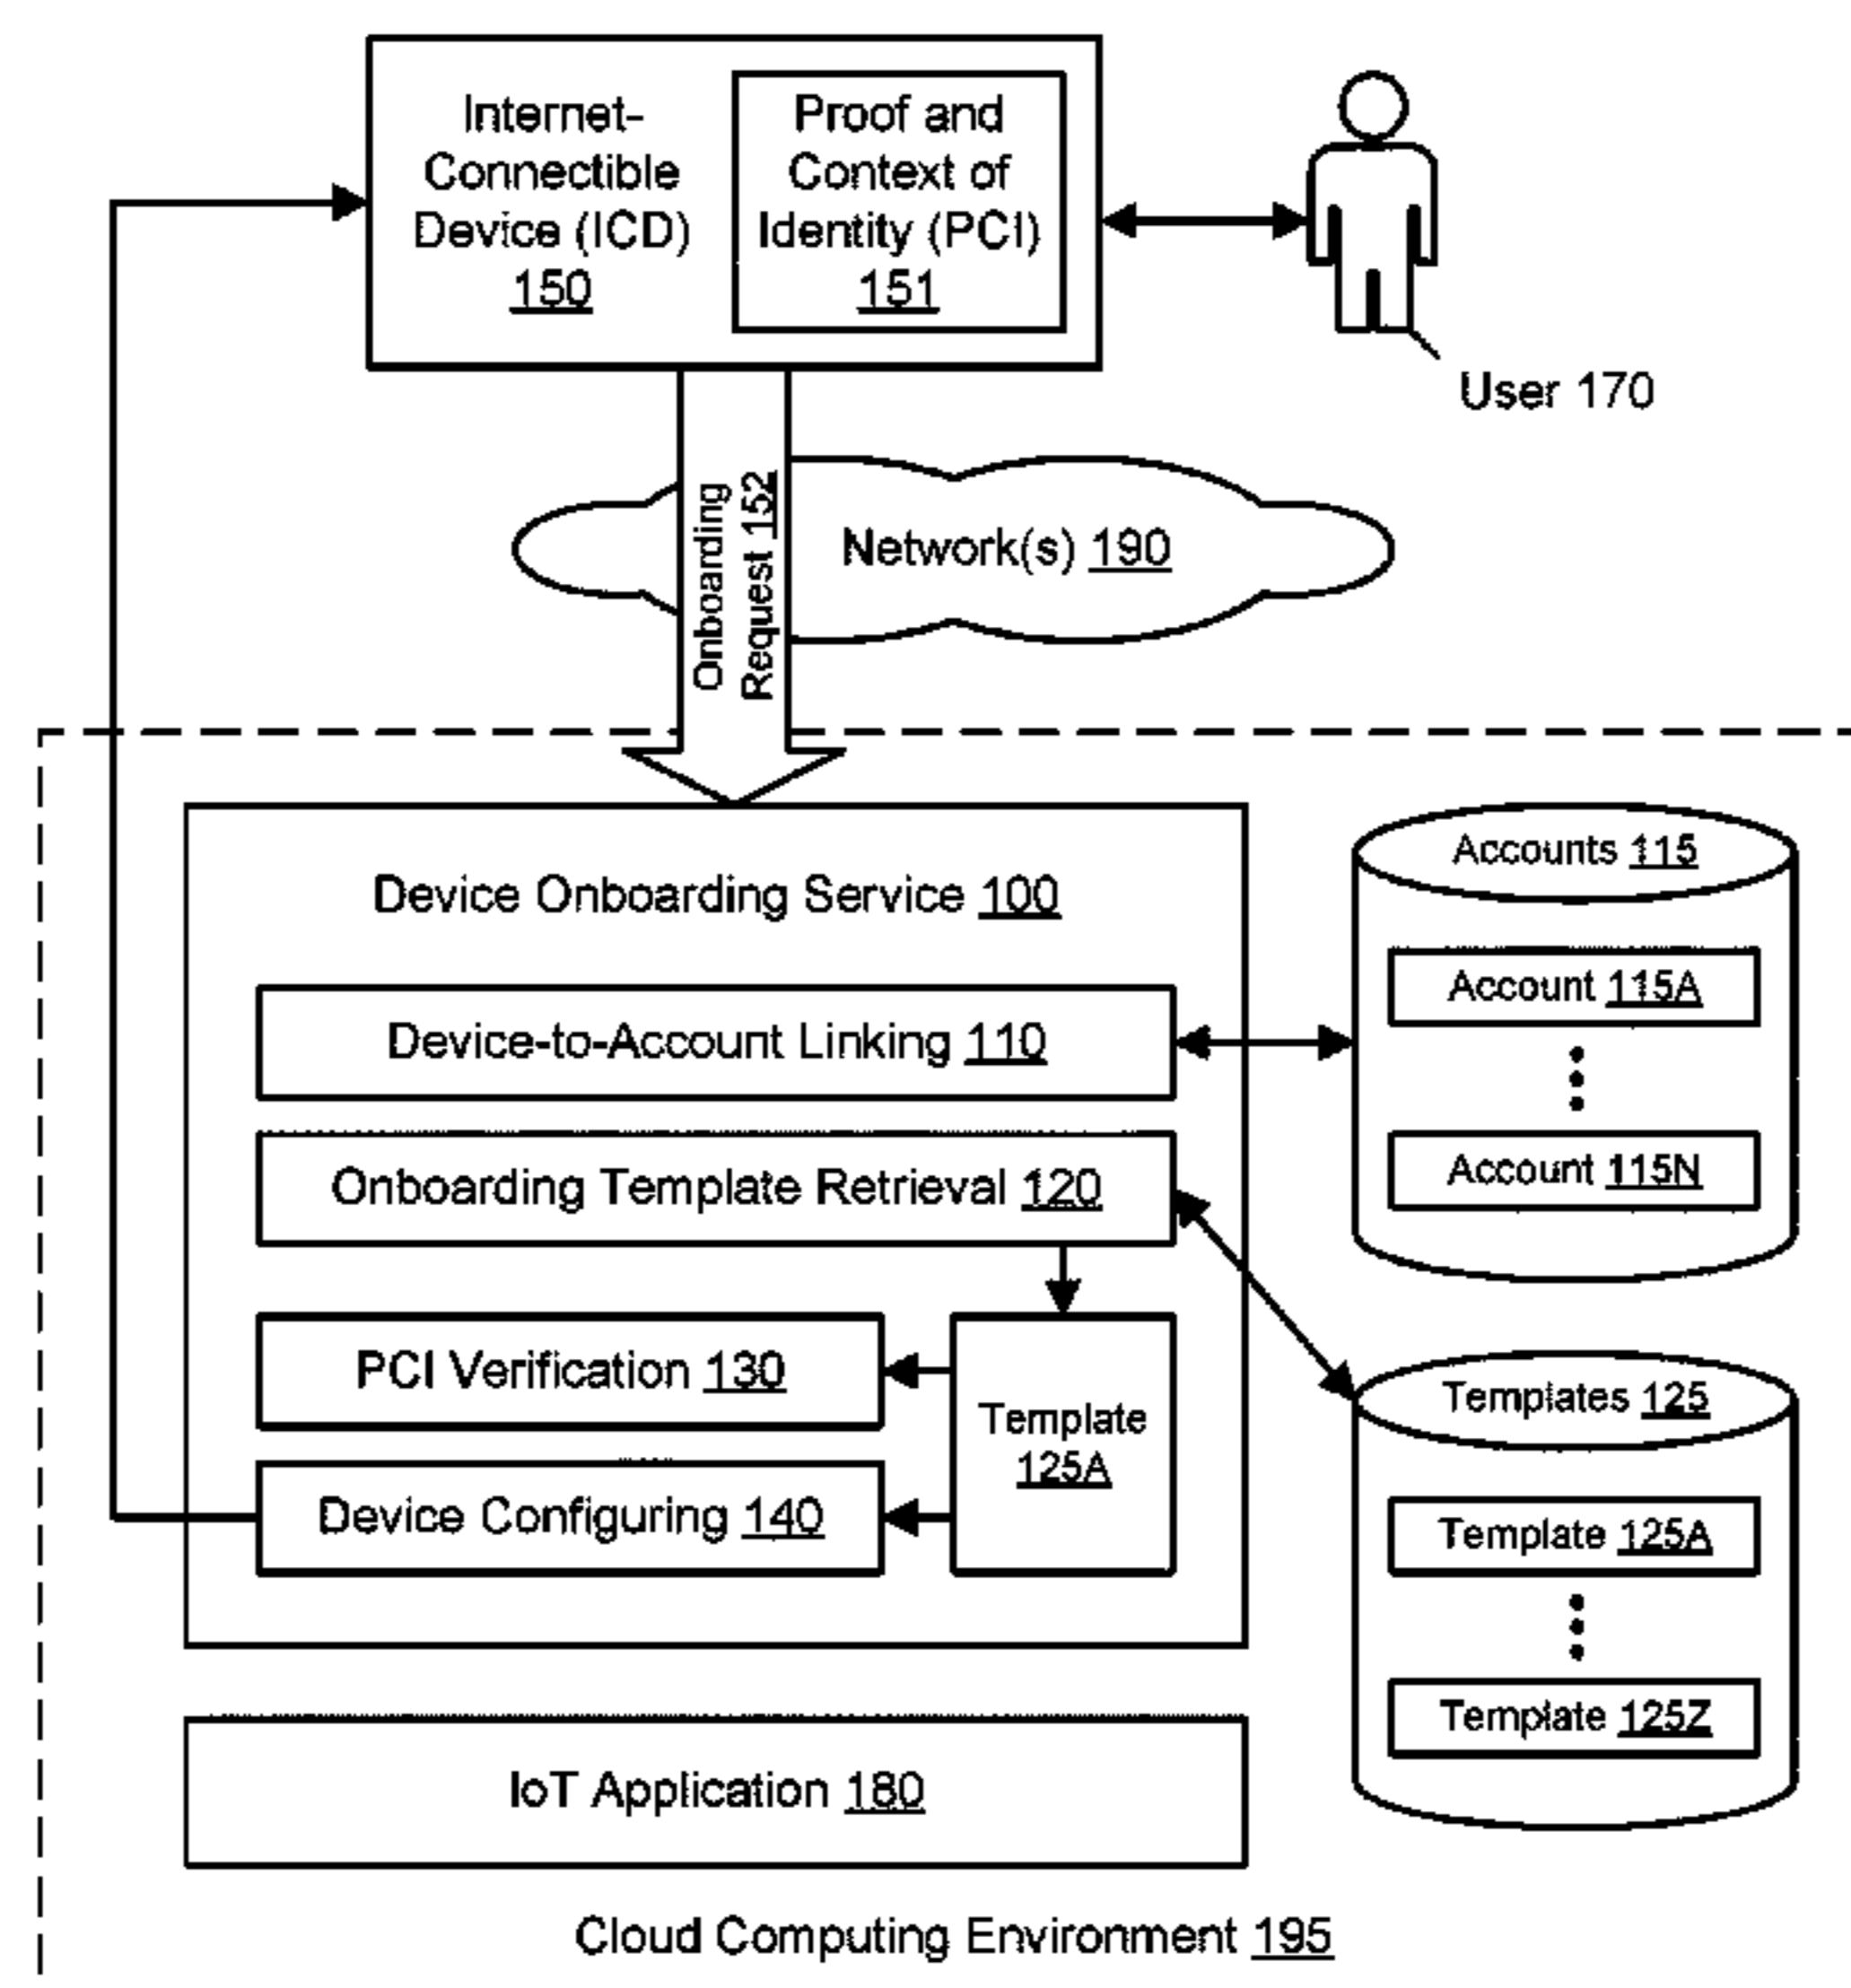 Internet-
Connectible
Device (ICD)
150
Proof and
Context of
Identity (PCI)
151
User 170
Onboarding
Request 152
Network(s) 190
Device Onboarding Service 100
Accounts 115
Account 115A
Account 115N
Device-to-Account Linking 110
Onboarding Template Retrieval 120
PCI Verification 130
Template
125A
Device Configuring 140
Templates 125
Template 125A
Template 125Z
IoT Application 180
Cloud Computing Environment 195